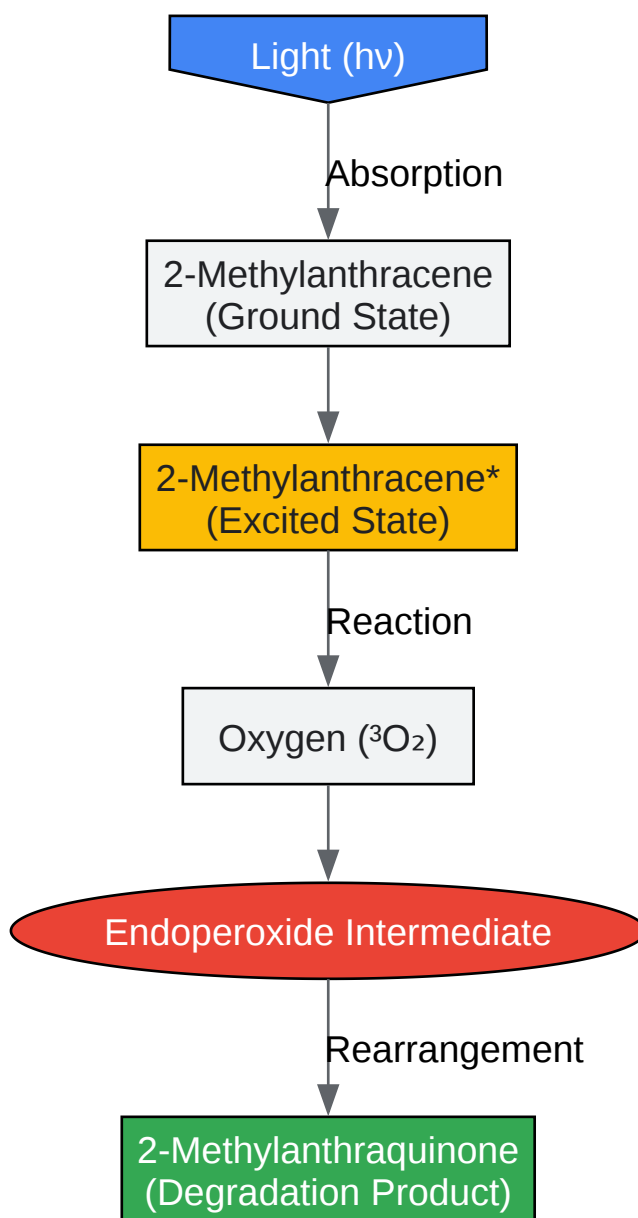 Light (hν)
Absorption
2-Methylanthracene
(Ground State)
2-Methylanthracene*
(Excited State)
Reaction
Oxygen (³O₂)
Endoperoxide Intermediate
Rearrangement
2-Methylanthraquinone
(Degradation Product)